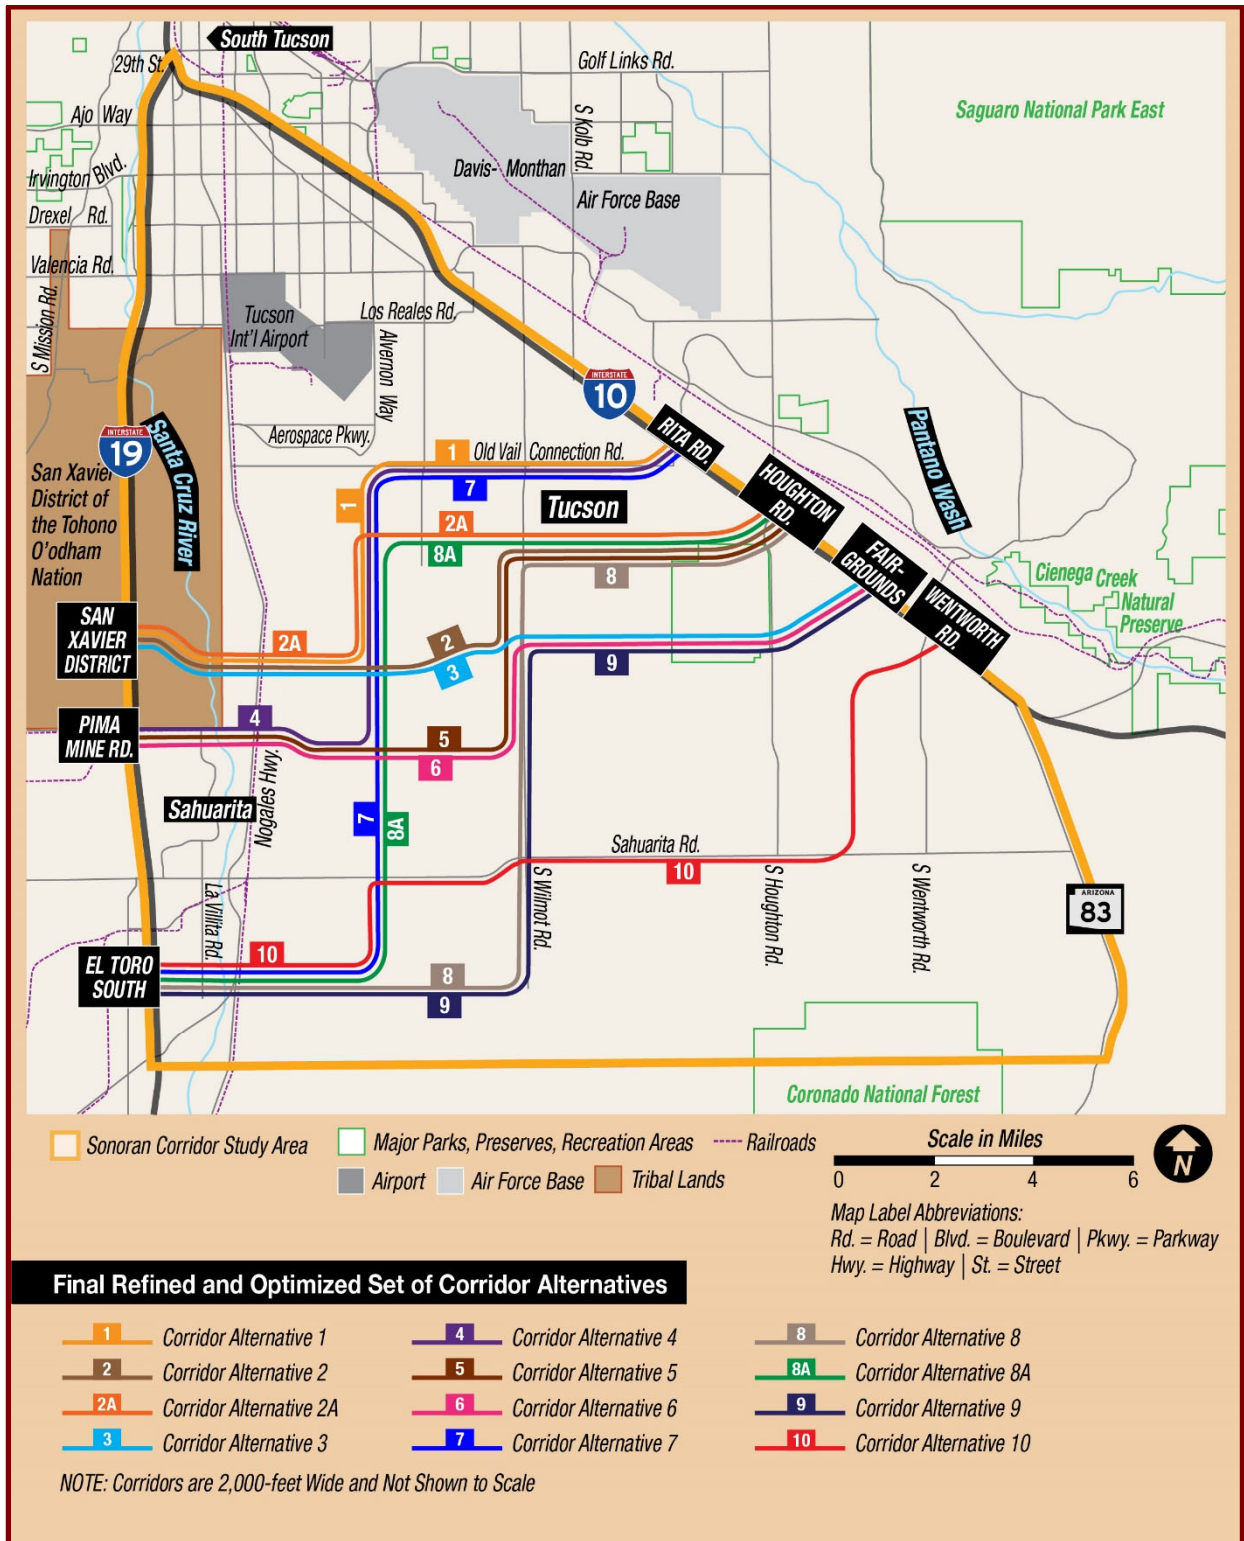 South Tucson
29th St.
Golf Links Rd.
Ajo Way
S Kolb Rd.
Saguaro National Park East
Irvington Blvd.
Davis- Monthan
Air Force Base
Drexel Rd.
Valencia Rd.
S Mission Rd.
Tucson
Int'l Airport
Los Reales Rd.
Alvernon Way
INTERSTATE
10
INTERSTATE
19
Santa Cruz River
Aerospace Pkwy.
RITA RD.
Pantano Wash
1
Old Vail Connection Rd.
San Xavier
District of
the Tohono
O'odham
Nation
1
7
Tucson
HOUGHTON
RD.
2A
8A
8
FAIR-
GROUNDS
Cienega Creek
Natural
Preserve
WENTWORTH
RD.
SAN
XAVIER
DISTRICT
2A
2
3
9
PIMA
MINE RD.
4
5
6
Nogales Hwy.
Sahuarita
7
8A
Sahuarita Rd.
10
La Villita Rd.
S Wilmot Rd.
S Houghton Rd.
S Wentworth Rd.
ARIZONA
83
EL TORO
SOUTH
10
8
9
Coronado National Forest
Sonoran Corridor Study Area
Major Parks, Preserves, Recreation Areas
Railroads
Airport
Air Force Base
Tribal Lands
Scale in Miles
0 2 4 6
N
Map Label Abbreviations:
Rd. = Road | Blvd. = Boulevard | Pkwy. = Parkway
Hwy. = Highway | St. = Street
Final Refined and Optimized Set of Corridor Alternatives
1 Corridor Alternative 1
2 Corridor Alternative 2
2A Corridor Alternative 2A
3 Corridor Alternative 3
4 Corridor Alternative 4
5 Corridor Alternative 5
6 Corridor Alternative 6
7 Corridor Alternative 7
8 Corridor Alternative 8
8A Corridor Alternative 8A
9 Corridor Alternative 9
10 Corridor Alternative 10
NOTE: Corridors are 2,000-feet Wide and Not Shown to Scale